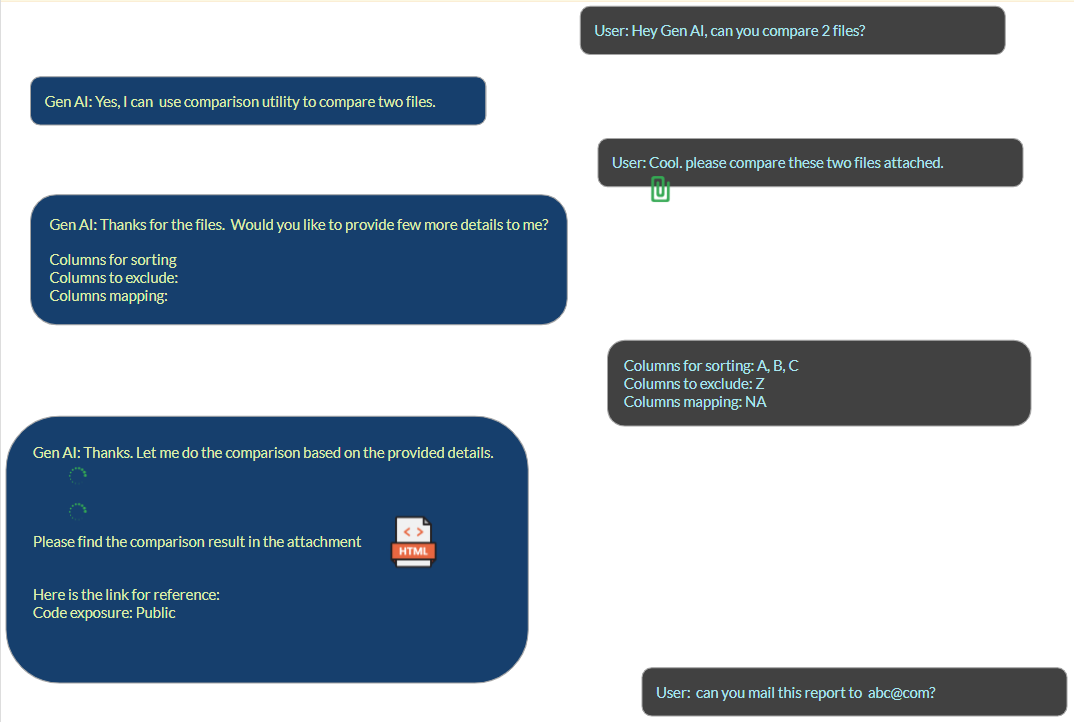 User: Hey Gen AI, can you compare 2 files?
Gen AI: Yes, I can use comparison utility to compare two files.
User: Cool. please compare these two files attached.
Gen AI: Thanks for the files. Would you like to provide few more details to me?
Columns for sorting
Columns to exclude:
Columns mapping:
Columns for sorting: A, B, C
Columns to exclude: Z
Columns mapping: NA
Gen AI: Thanks. Let me do the comparison based on the provided details.
Please find the comparison result in the attachment
< >
HTML
Here is the link for reference:
Code exposure: Public
User: can you mail this report to abc@com?